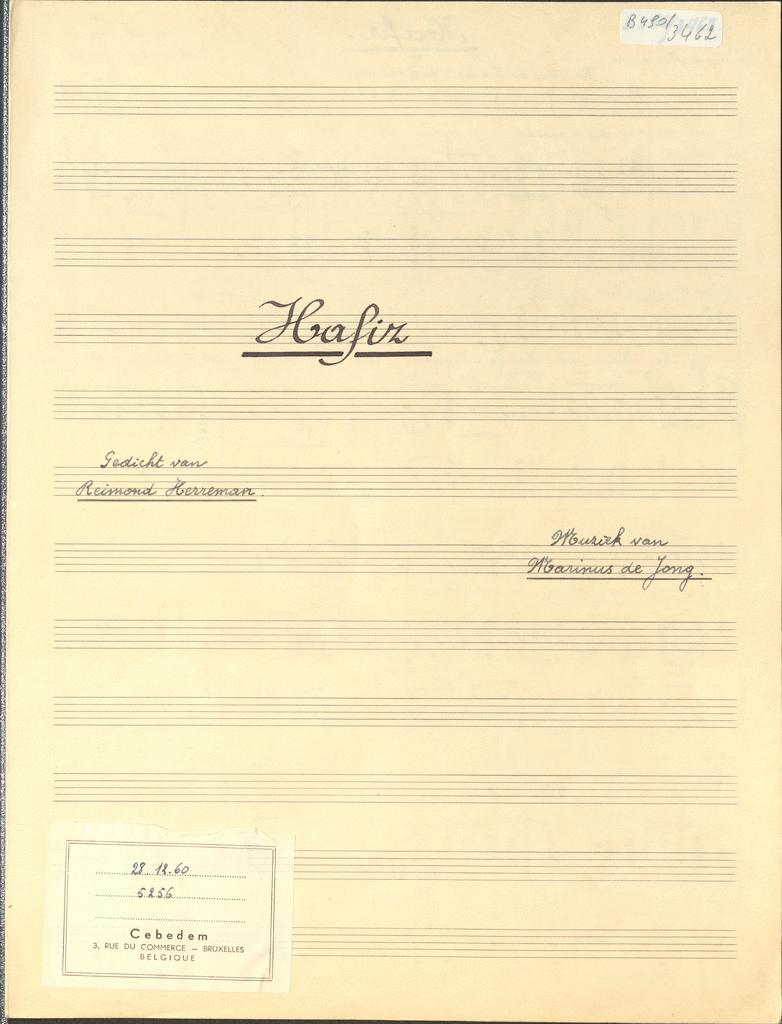 B490/3462
Hafiz
Gedicht van
Reimond Herreman.
Muziek van
Marinus de Jong.
28.12.60
5256
Cebedem
3, RUE DU COMMERCE – BRUXELLES
BELGIQUE